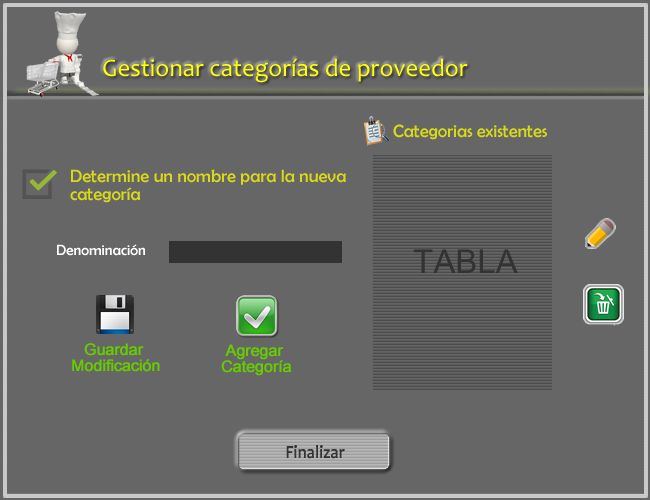 Gestionar categorías de proveedor
Categorias existentes
Determine un nombre para la nueva
categoría
Denominación
TABLA
Guardar
Modificación
Agregar
Categoría
Finalizar